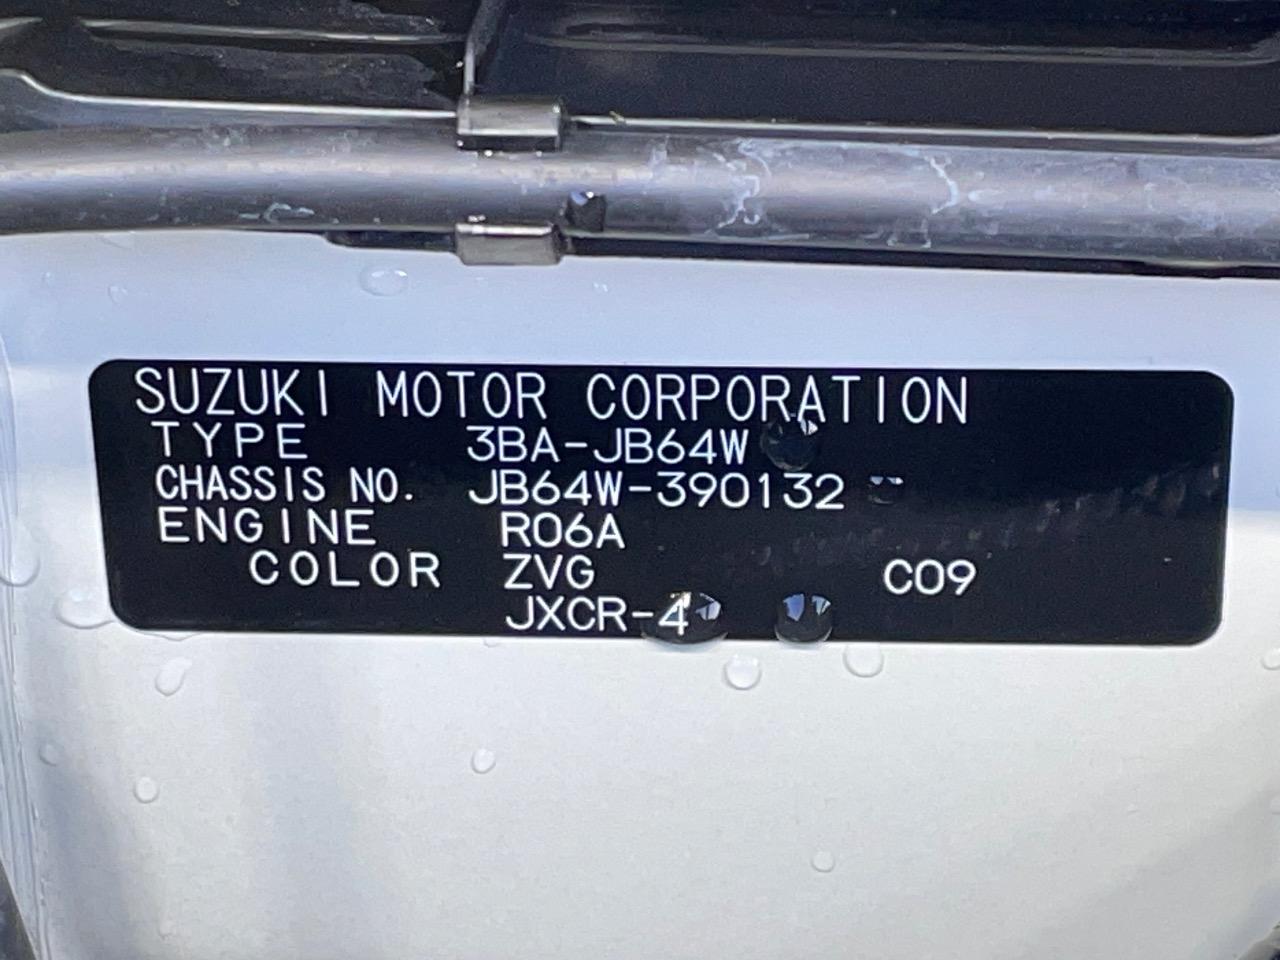 SUZUKI MOTOR CORPORATION
TYPE 3BA-JB64W
CHASSIS NO. JB64W-390132
ENGINE R06A
COLOR ZVG C09
JXCR-4